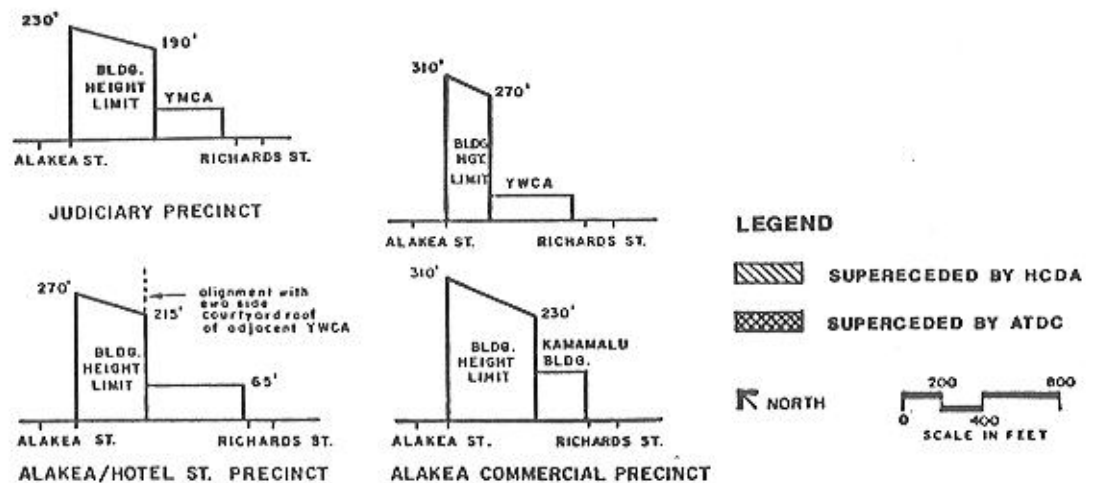 230'
190'
BLDG.
HEIGHT
LIMIT
YMCA
ALAKEA ST.
RICHARDS ST.
JUDICIARY PRECINCT
310'
270'
BLDG
HGT.
LIMIT
YWCA
ALAKEA ST.
RICHARDS ST.
270'
215'
alignment with
ewa side
courtyard roof
of adjacent YWCA
BLDG.
HEIGHT
LIMIT
65'
ALAKEA ST.
RICHARDS ST.
ALAKEA/HOTEL ST. PRECINCT
310'
230'
KAMAMALU
BLDG.
BLDG.
HEIGHT
LIMIT
ALAKEA ST.
RICHARDS ST.
ALAKEA COMMERCIAL PRECINCT
LEGEND
SUPERECEDED BY HCDA
SUPERCEDED BY ATDC
NORTH
200
800
0
400
SCALE IN FEET